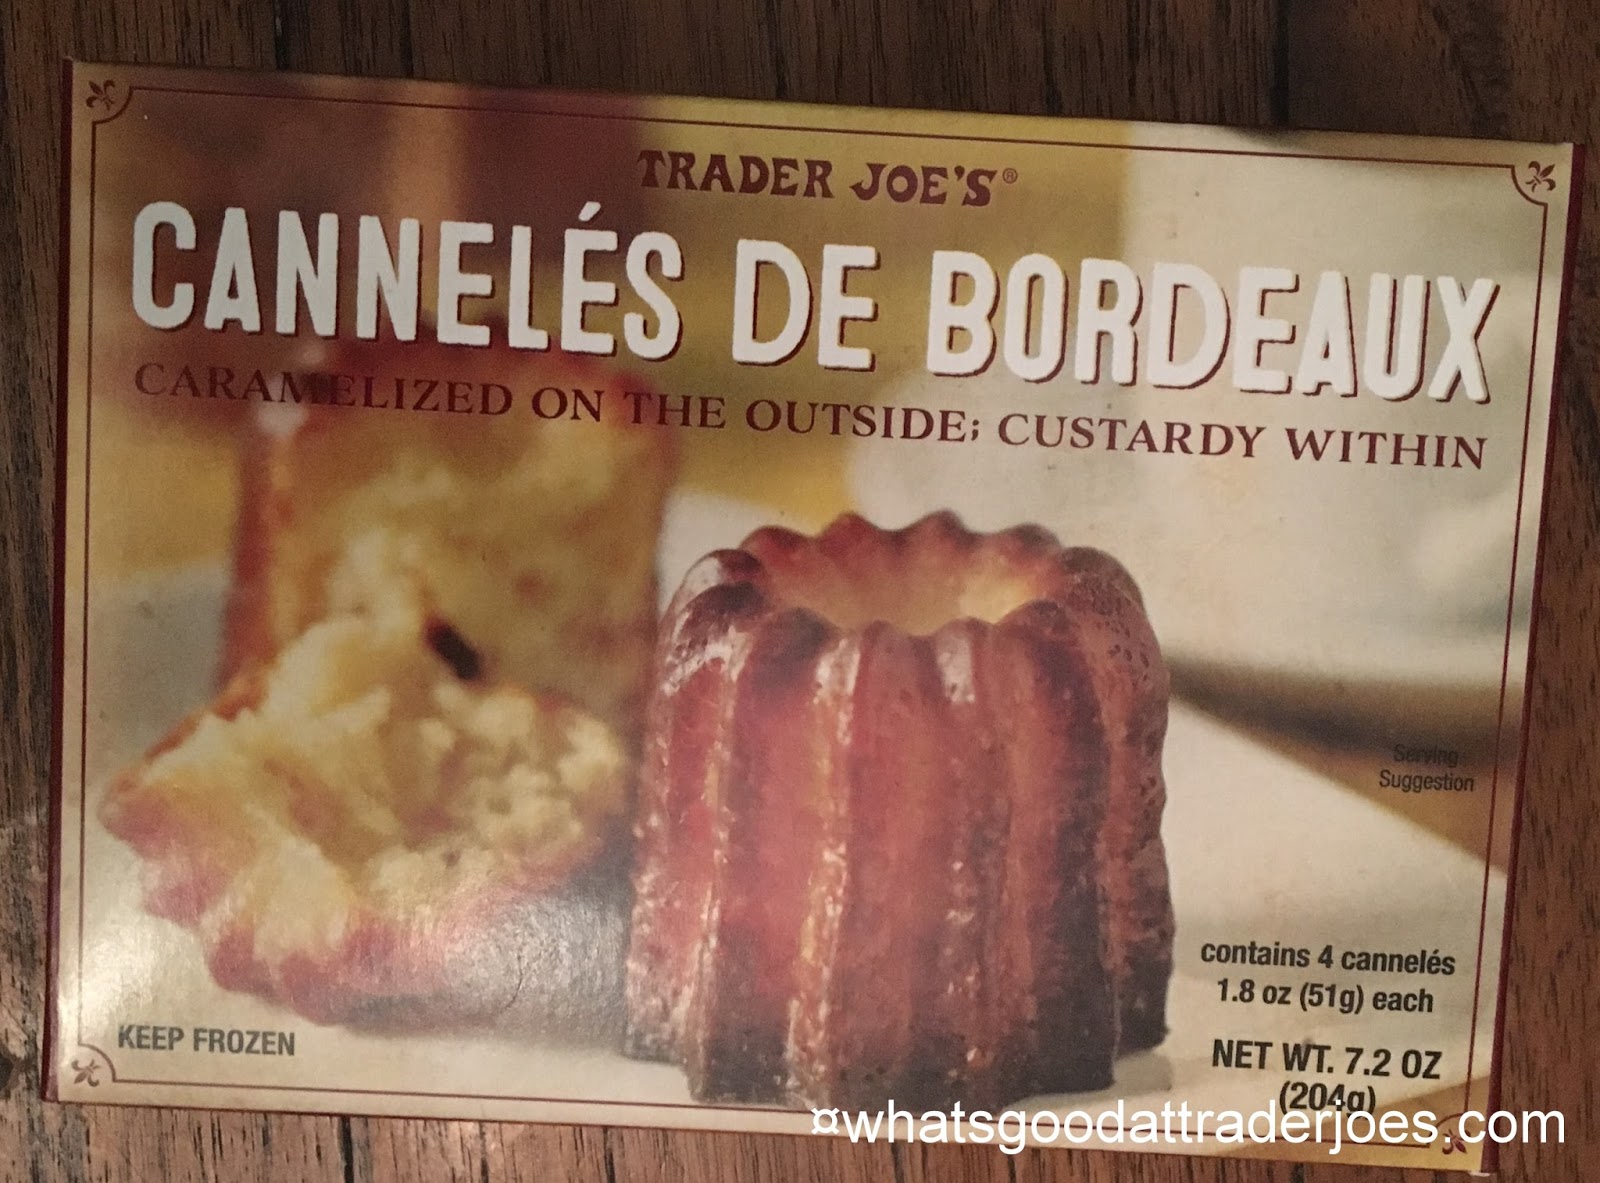 TRADER JOE'S®
CANNELÉS DE BORDEAUX
CARAMELIZED ON THE OUTSIDE; CUSTARDY WITHIN
Serving
Suggestion
contains 4 cannelés
1.8 oz (51g) each
KEEP FROZEN
NET WT. 7.2 OZ
(204g)
¤whatsgoodattraderjoes.com